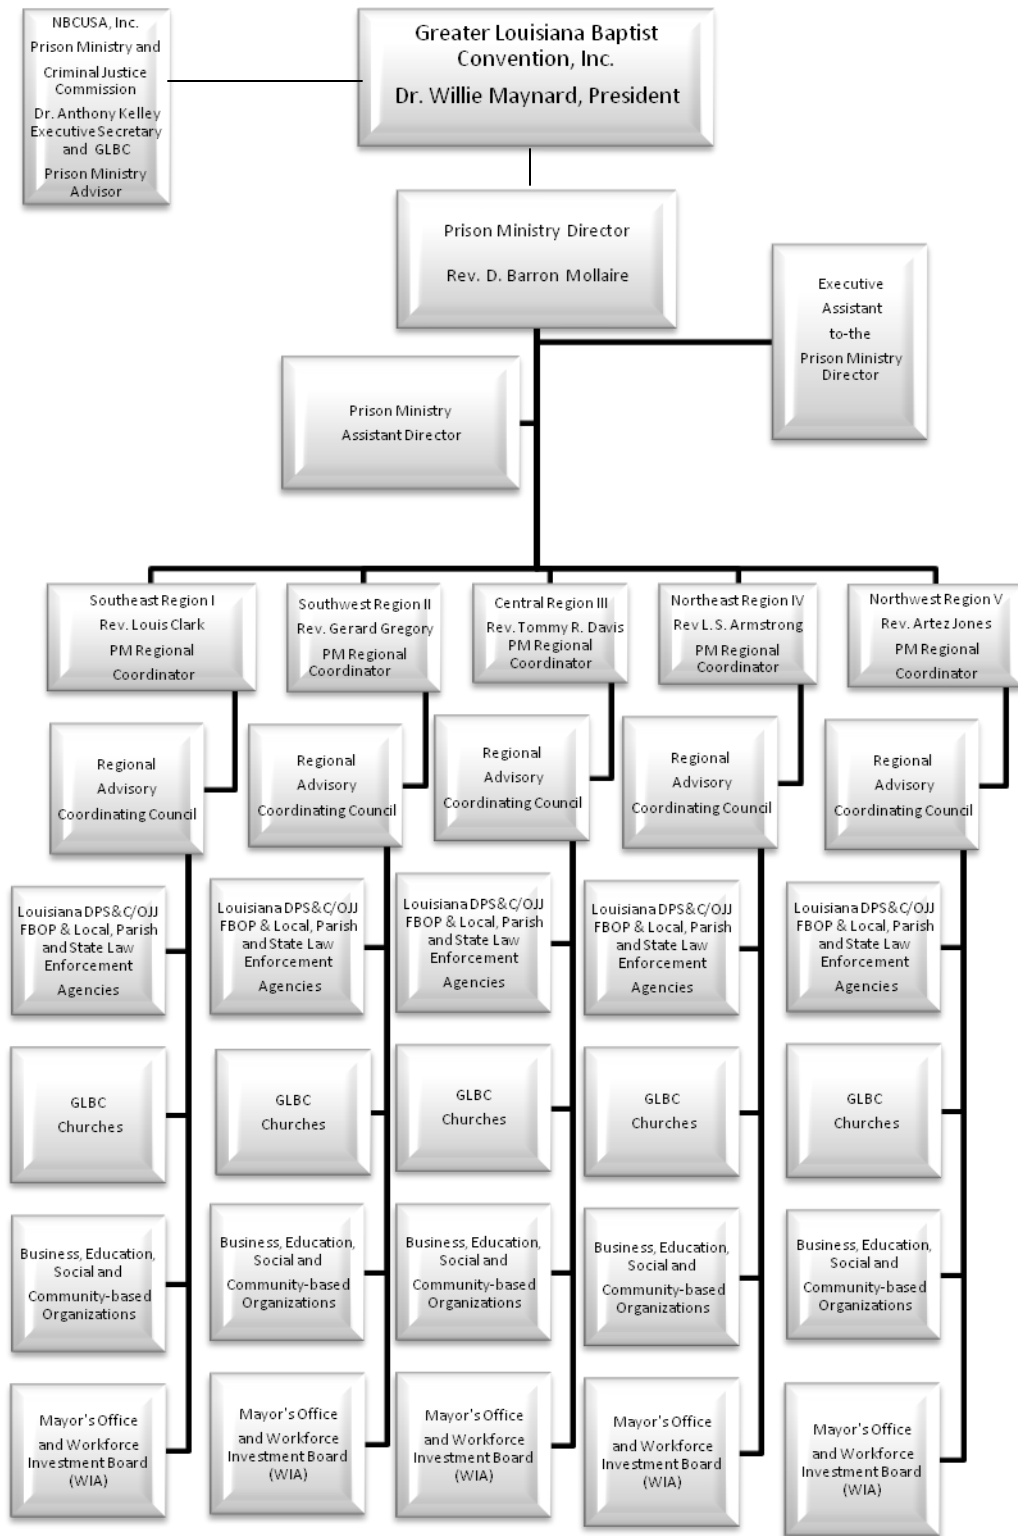 NBCUSA, Inc.
Prison Ministry and
Criminal Justice
Commission
Dr. Anthony Kelley
Executive Secretary
and GLBC
Prison Ministry
Advisor
Greater Louisiana Baptist
Convention, Inc.
Dr. Willie Maynard, President
Prison Ministry Director
Rev. D. Barron Mollaire
Executive
Assistant
to-the
Prison Ministry
Director
Prison Ministry
Assistant Director
Southeast Region I
Rev. Louis Clark
PM Regional
Coordinator
Southwest Region II
Rev. Gerard Gregory
PM Regional
Coordinator
Central Region III
Rev. Tommy R. Davis
PM Regional
Coordinator
Northeast Region IV
Rev L.S. Armstrong
PM Regional
Coordinator
Northwest Region V
Rev. Artez Jones
PM Regional
Coordinator
Regional
Advisory
Coordinating Council
Regional
Advisory
Coordinating Council
Regional
Advisory
Coordinating Council
Regional
Advisory
Coordinating Council
Regional
Advisory
Coordinating Council
Louisiana DPS&C/OJJ
FBOP & Local, Parish
and State Law
Enforcement
Agencies
Louisiana DPS&C/OJJ
FBOP & Local, Parish
and State Law
Enforcement
Agencies
Louisiana DPS&C/OJJ
FBOP & Local, Parish
and State Law
Enforcement
Agencies
Louisiana DPS&C/OJJ
FBOP & Local, Parish
and State Law
Enforcement
Agencies
Louisiana DPS&C/OJJ
FBOP & Local, Parish
and State Law
Enforcement
Agencies
GLBC
Churches
GLBC
Churches
GLBC
Churches
GLBC
Churches
GLBC
Churches
Business, Education,
Social and
Community-based
Organizations
Business, Education,
Social and
Community-based
Organizations
Business, Education,
Social and
Community-based
Organizations
Business, Education,
Social and
Community-based
Organizations
Business, Education,
Social and
Community-based
Organizations
Mayor's Office
and Workforce
Investment Board
(WIA)
Mayor's Office
and Workforce
Investment Board
(WIA)
Mayor's Office
and Workforce
Investment Board
(WIA)
Mayor's Office
and Workforce
Investment Board
(WIA)
Mayor's Office
and Workforce
Investment Board
(WIA)